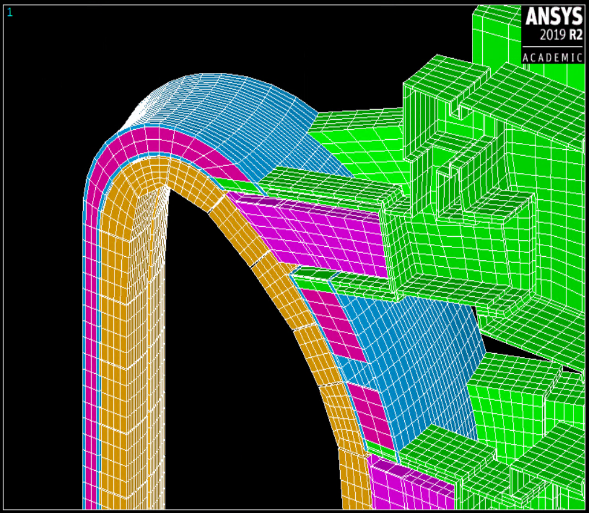 1
ANSYS
2019 R2
ACADEMIC